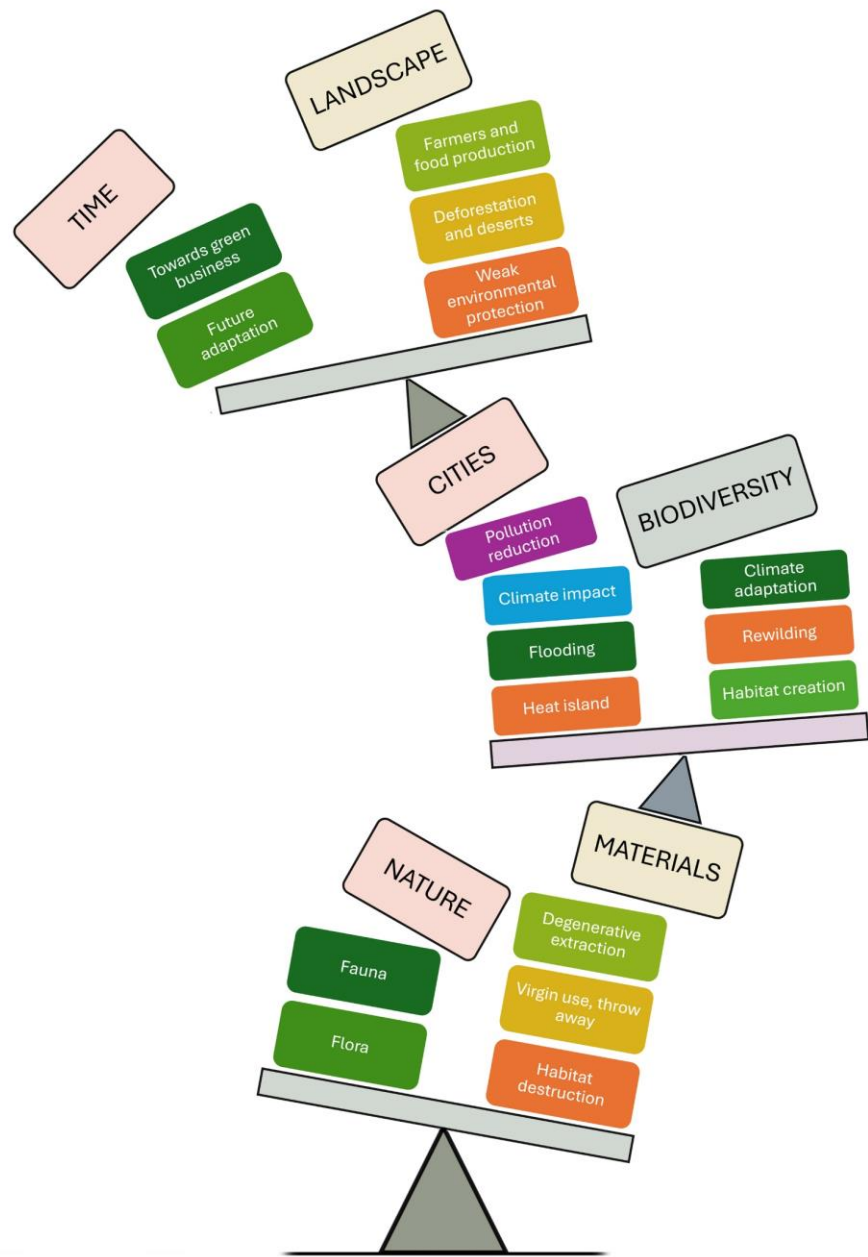 LANDSCAPE
Farmers and
food production
Deforestation
and deserts
Weak
environmental
protection
TIME
Towards green
business
Future
adaptation
CITIES
Pollution
reduction
Climate impact
Flooding
Heat island
BIODIVERSITY
Climate
adaptation
Rewilding
Habitat creation
MATERIALS
Degenerative
extraction
Virgin use, throw
away
Habitat
destruction
NATURE
Fauna
Flora